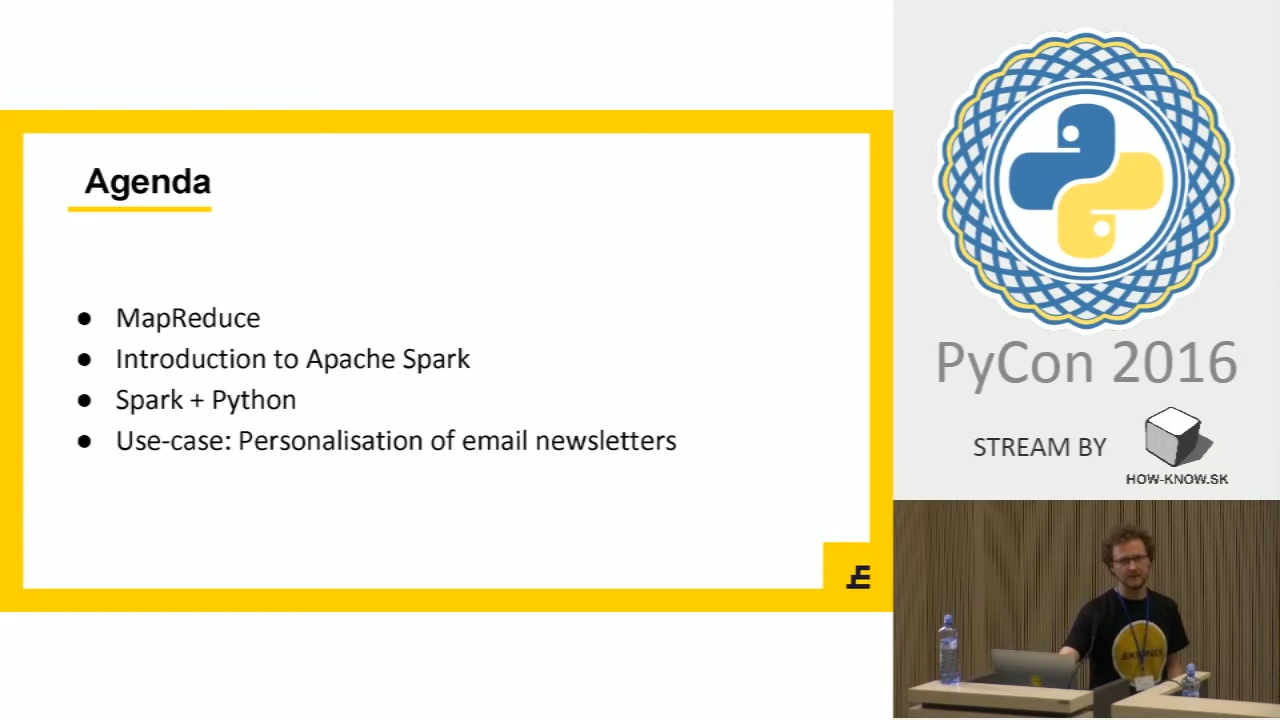 Agenda
● MapReduce
● Introduction to Apache Spark
● Spark + Python
● Use-case: Personalisation of email newsletters
PyCon 2016
STREAM BY
HOW-KNOW.SK